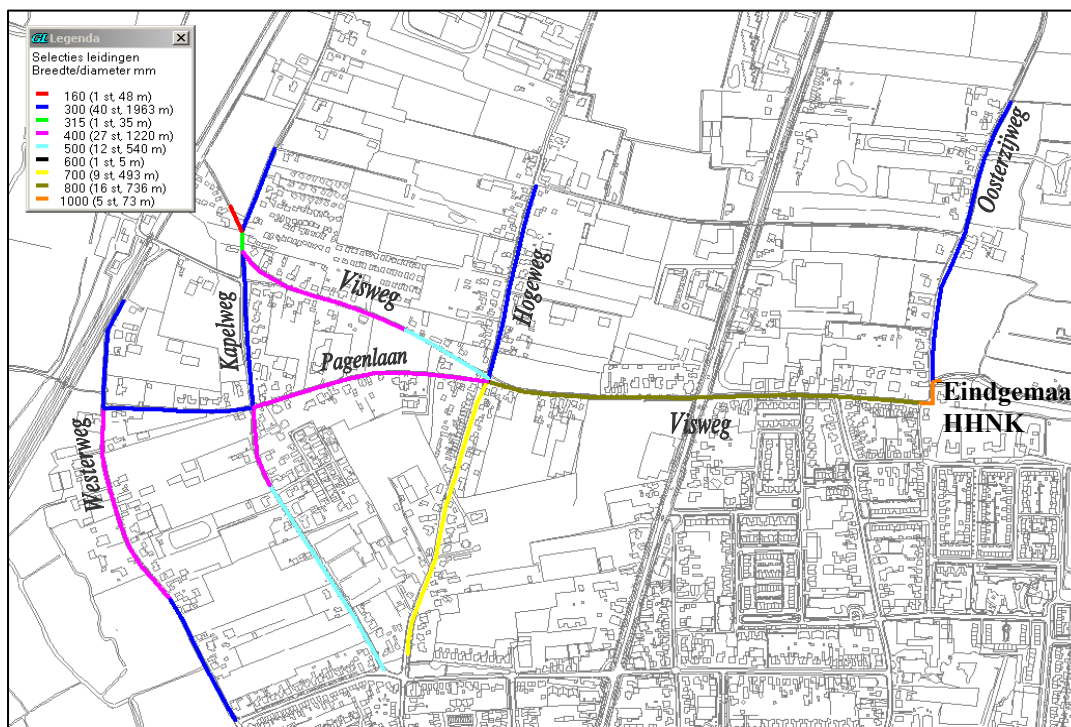 GI Legenda
Selecties leidingen
Breedte/diameter mm
160 (1 st, 48 m)
300 (40 st, 1963 m)
315 (1 st, 35 m)
400 (27 st, 1220 m)
500 (12 st, 540 m)
600 (1 st, 5 m)
700 (9 st, 493 m)
800 (16 st, 736 m)
1000 (5 st, 73 m)
Oosterzijweg
Visweg
Hogeweg
Kapelweg
Pagenlaan
Eindgemaa
HHNK
Visweg
Westerweg